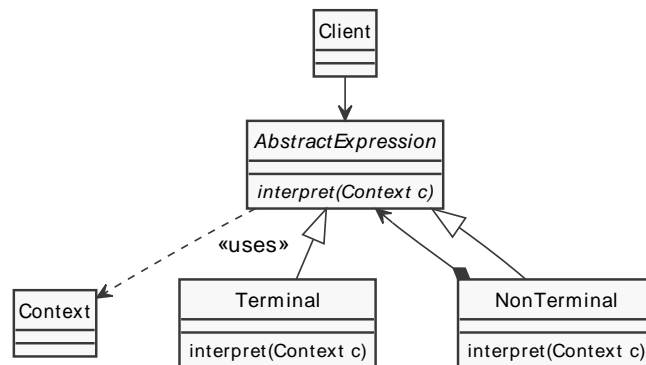 Client
AbstractExpression
interpret(Context c)
«uses»
Context
Terminal
interpret(Context c)
NonTerminal
interpret(Context c)